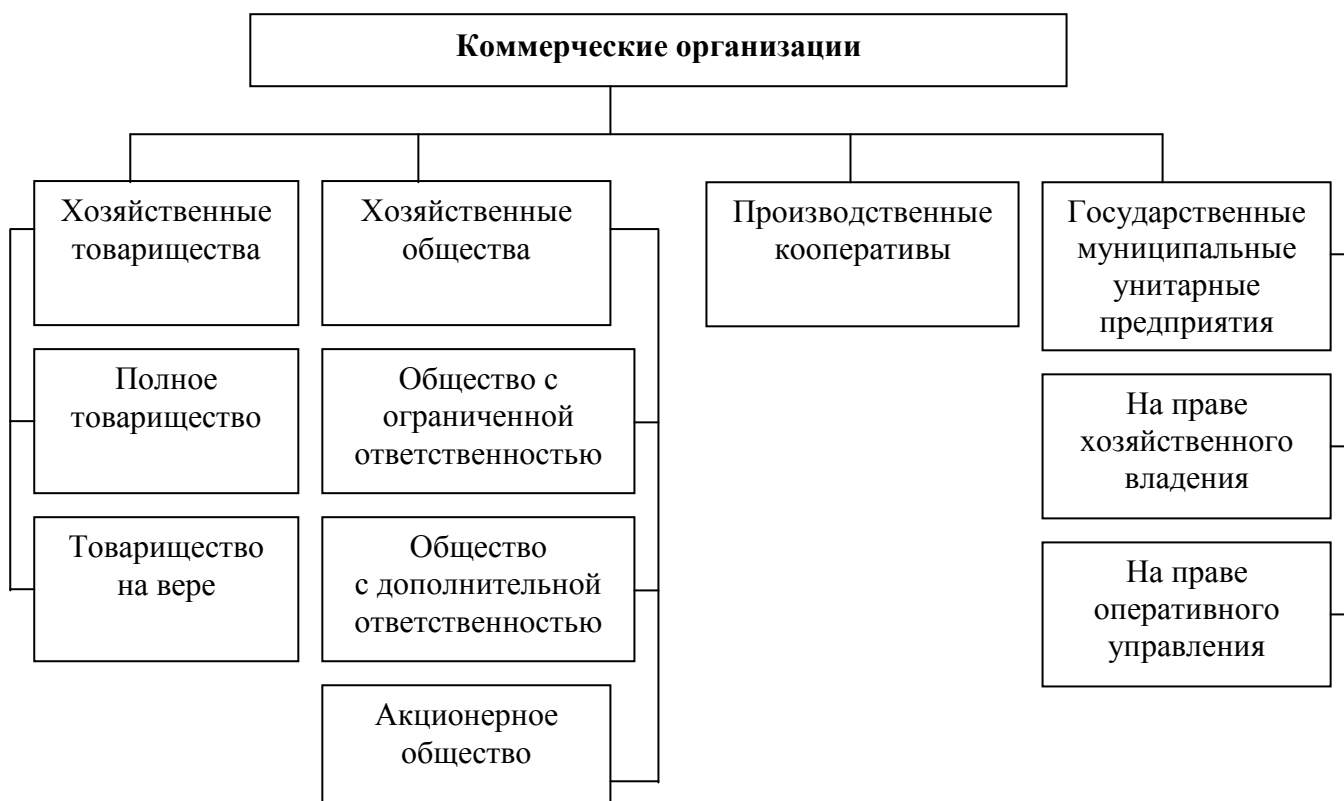 Коммерческие организации
Хозяйственные
товарищества
Хозяйственные
общества
Производственные
кооперативы
Государственные
муниципальные
унитарные
предприятия
Полное
товарищество
Общество с
ограниченной
ответственностью
На праве
хозяйственного
владения
Товарищество
на вере
Общество
с дополнительной
ответственностью
На праве
оперативного
управления
Акционерное
общество